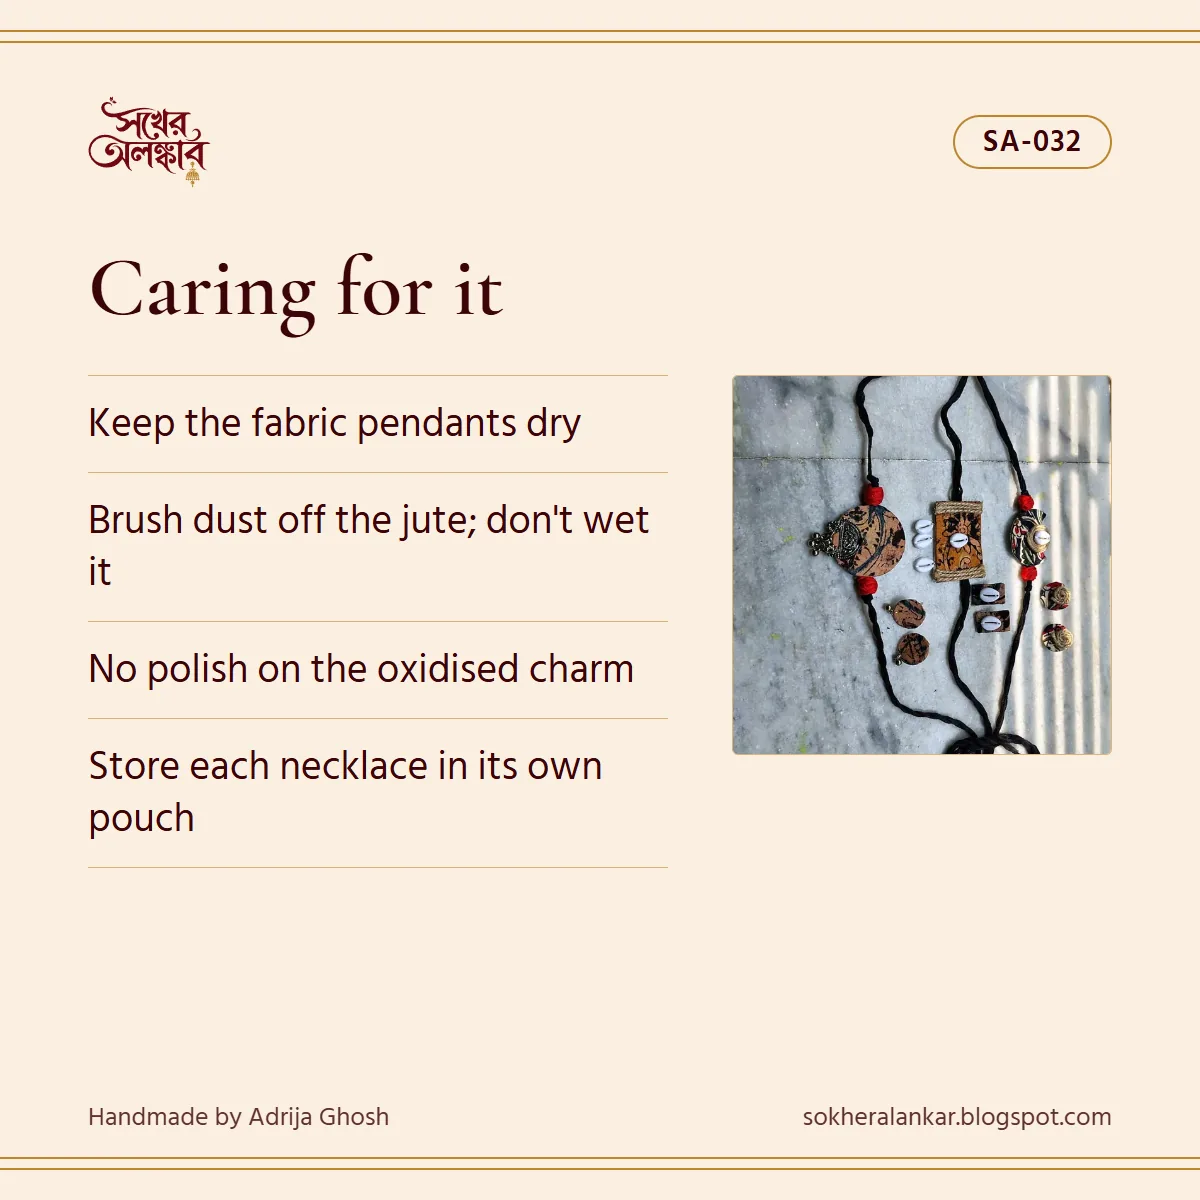 সখের
অলঙ্কার
SA-032
Caring for it
Keep the fabric pendants dry
Brush dust off the jute; don't wet
it
No polish on the oxidised charm
Store each necklace in its own
pouch
Handmade by Adrija Ghosh
sokheralankar.blogspot.com